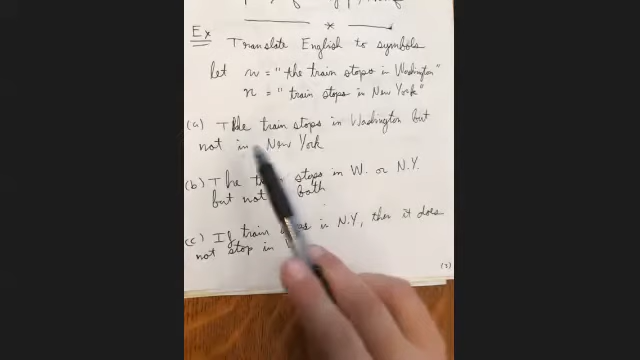 Ex Translate English to symbols
Let w = "the train stops in Washington"
n = "train stops in New York"
(a) The train stops in Washington but
not in New York
(b) The stops in W. or N.Y.
but not both
(c) If train in N.Y, then it does
not stop in
(2)